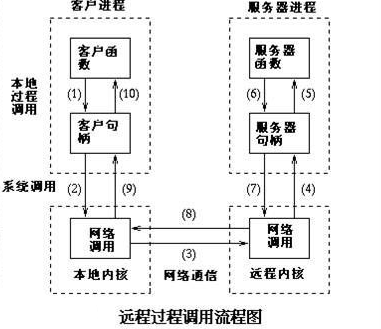 客户进程
服务器进程
客户函
数
服务器
函数
本地
过程
调用
(1)
(10)
(6)
(5)
客户句
柄
服务器
句柄
系统调用
(2)
(9)
(7)
(4)
(8)
网络
调用
(3)
网络
调用
本地内核
网络通信
远程内核
远程过程调用流程图